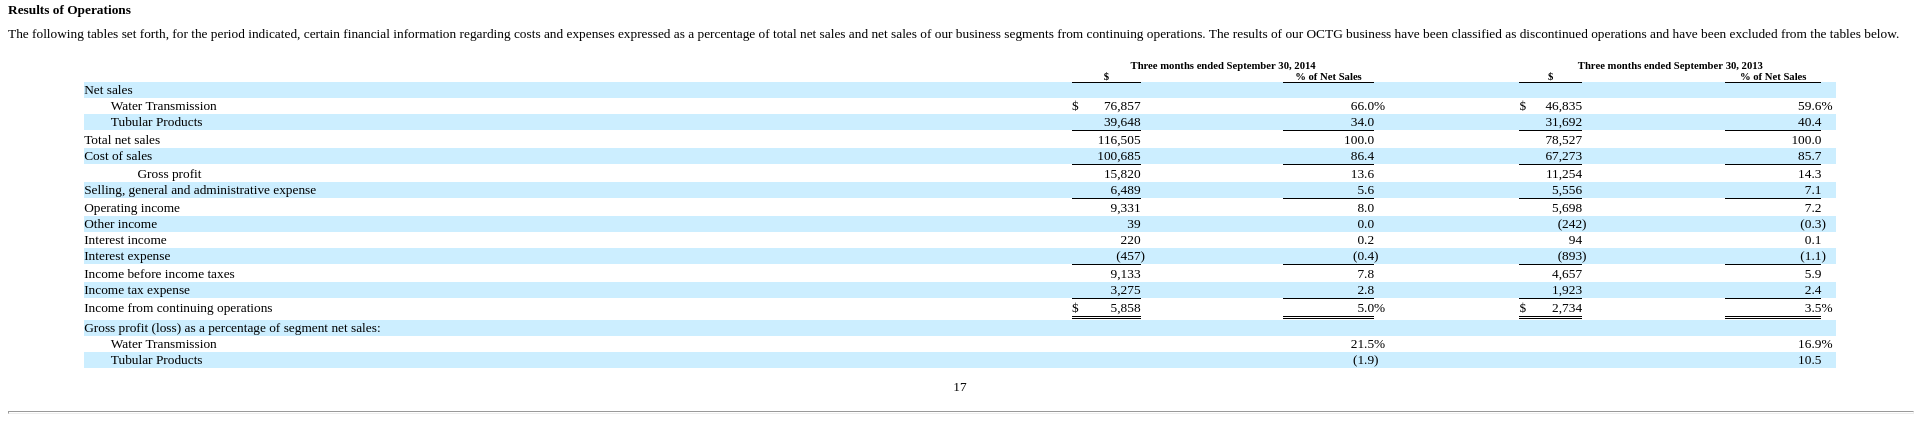 Results of Operations
The following tables set forth, for the period indicated, certain financial information regarding costs and expenses expressed as a percentage of total net sales and net sales of our business segments from continuing operations. The results of our OCTG business have been classified as discontinued operations and have been excluded from the tables below.
Three months ended September 30, 2014 Three months ended September 30, 2013
$ % of Net Sales $ % of Net Sales
Net sales
Water Transmission $ 76,857 66.0% $ 46,835 59.6%
Tubular Products 39,648 34.0 31,692 40.4
Total net sales 116,505 100.0 78,527 100.0
Cost of sales 100,685 86.4 67,273 85.7
Gross profit 15,820 13.6 11,254 14.3
Selling, general and administrative expense 6,489 5.6 5,556 7.1
Operating income 9,331 8.0 5,698 7.2
Other income 39 0.0 (242) (0.3)
Interest income 220 0.2 94 0.1
Interest expense (457) (0.4) (893) (1.1)
Income before income taxes 9,133 7.8 4,657 5.9
Income tax expense 3,275 2.8 1,923 2.4
Income from continuing operations $ 5,858 5.0% $ 2,734 3.5%
Gross profit (loss) as a percentage of segment net sales:
Water Transmission 21.5% 16.9%
Tubular Products (1.9) 10.5
17